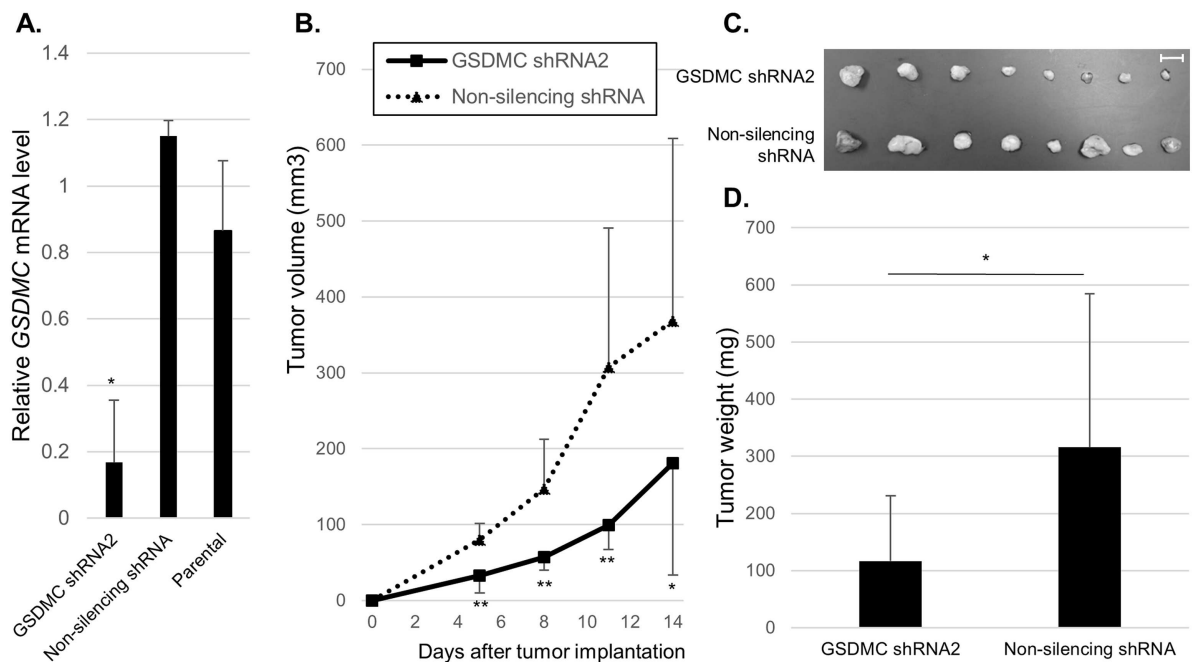 A.
1.4
1.2
1
0.8
0.6
0.4
0.2
0
Relative GSDMC mRNA level
*
GSDMC shRNA2
Non-silencing shRNA
Parental
B.
GSDMC shRNA2
Non-silencing shRNA
700
600
500
400
300
200
100
0
Tumor volume (mm3)
**
**
**
*
0 2 4 6 8 10 12 14
Days after tumor implantation
C.
GSDMC shRNA2
Non-silencing
shRNA
D.
700
600
500
400
300
200
100
0
Tumor weight (mg)
*
GSDMC shRNA2 Non-silencing shRNA